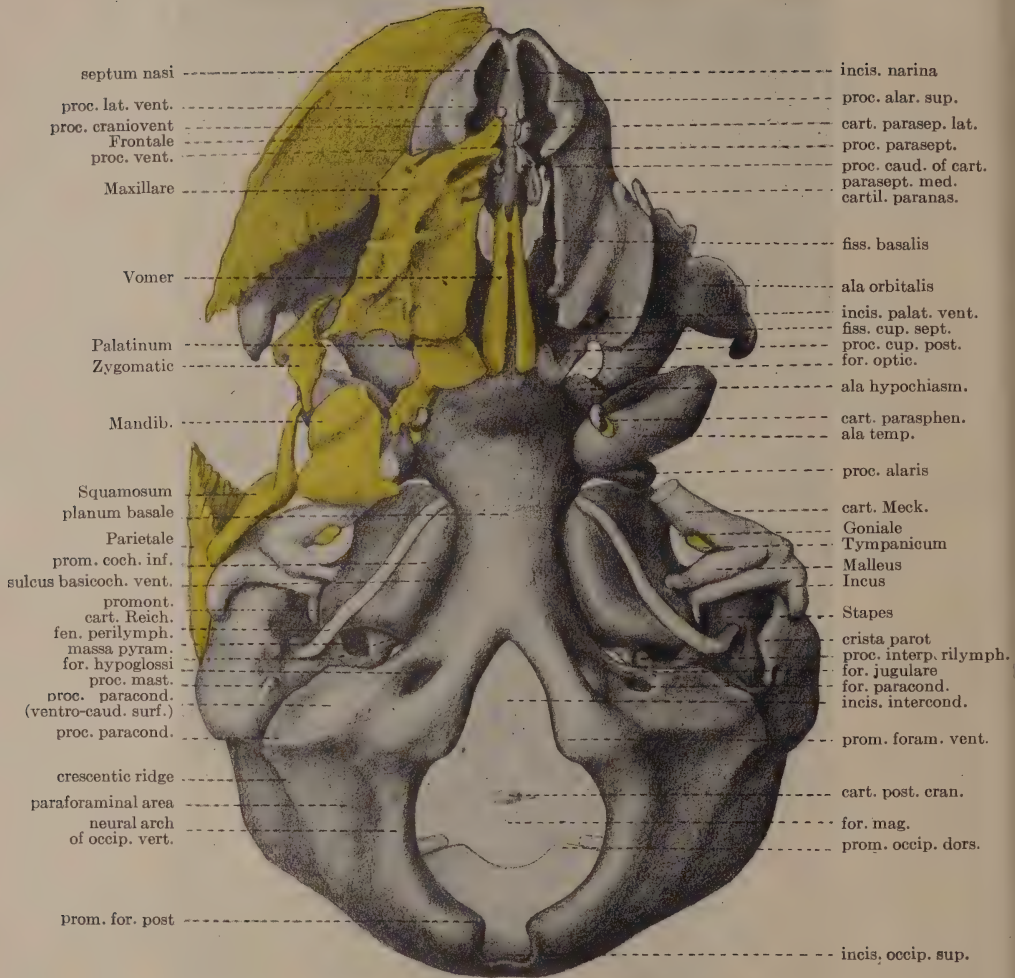 septum nasi
proc. lat. vent.
proc. craniovent
Frontale
proc. vent.
Maxillare
Vomer
Palatinum
Zygomatic
Mandib.
Squamosum
planum basale
Parietale
prom. coch. inf.
sulcus basicoch. vent.
promont.
cart. Reich.
fen. perilymph.
massa pyram.
for. hypoglossi
proc. mast.
proc. paracond.
(ventro-caud. surf.)
proc. paracond.
crescentic ridge
paraforaminal area
neural arch
of occip. vert.
prom. for. post
incis. narina
proc. alar. sup.
cart. parasep. lat.
proc. parasept.
proc. caud. of cart.
parasept. med.
cartil. paranas.
fiss. basalis
ala orbitalis
incis. palat. vent.
fiss. cup. sept.
proc. cup. post.
for. optic.
ala hypochiasm.
cart. parasphen.
ala temp.
proc. alaris
cart. Meck.
Goniale
Tympanicum
Malleus
Incus
Stapes
crista parot
proc. interp. rilymph.
for. jugulare
for. paracond.
incis. intercond.
prom. foram. vent.
cart. post. cran.
for. mag.
prom. occip. dors.
incis. occip. sup.